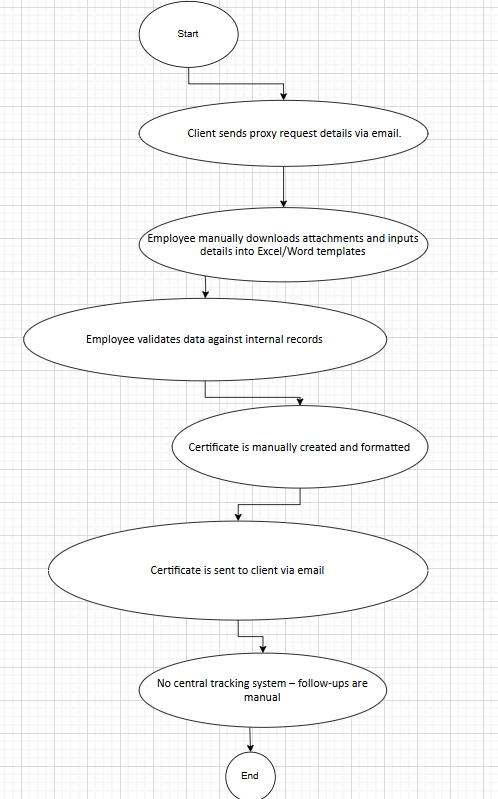 Start
Client sends proxy request details via email.
Employee manually downloads attachments and inputs
details into Excel/Word templates
Employee validates data against internal records
Certificate is manually created and formatted
Certificate is sent to client via email
No central tracking system – follow-ups are
manual
End